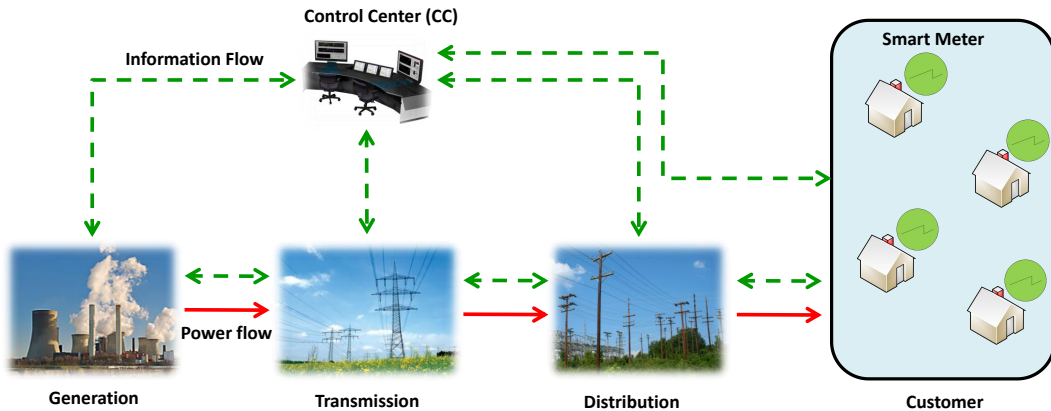 Control Center (CC)
Information Flow
Smart Meter
Power flow
Generation
Transmission
Distribution
Customer